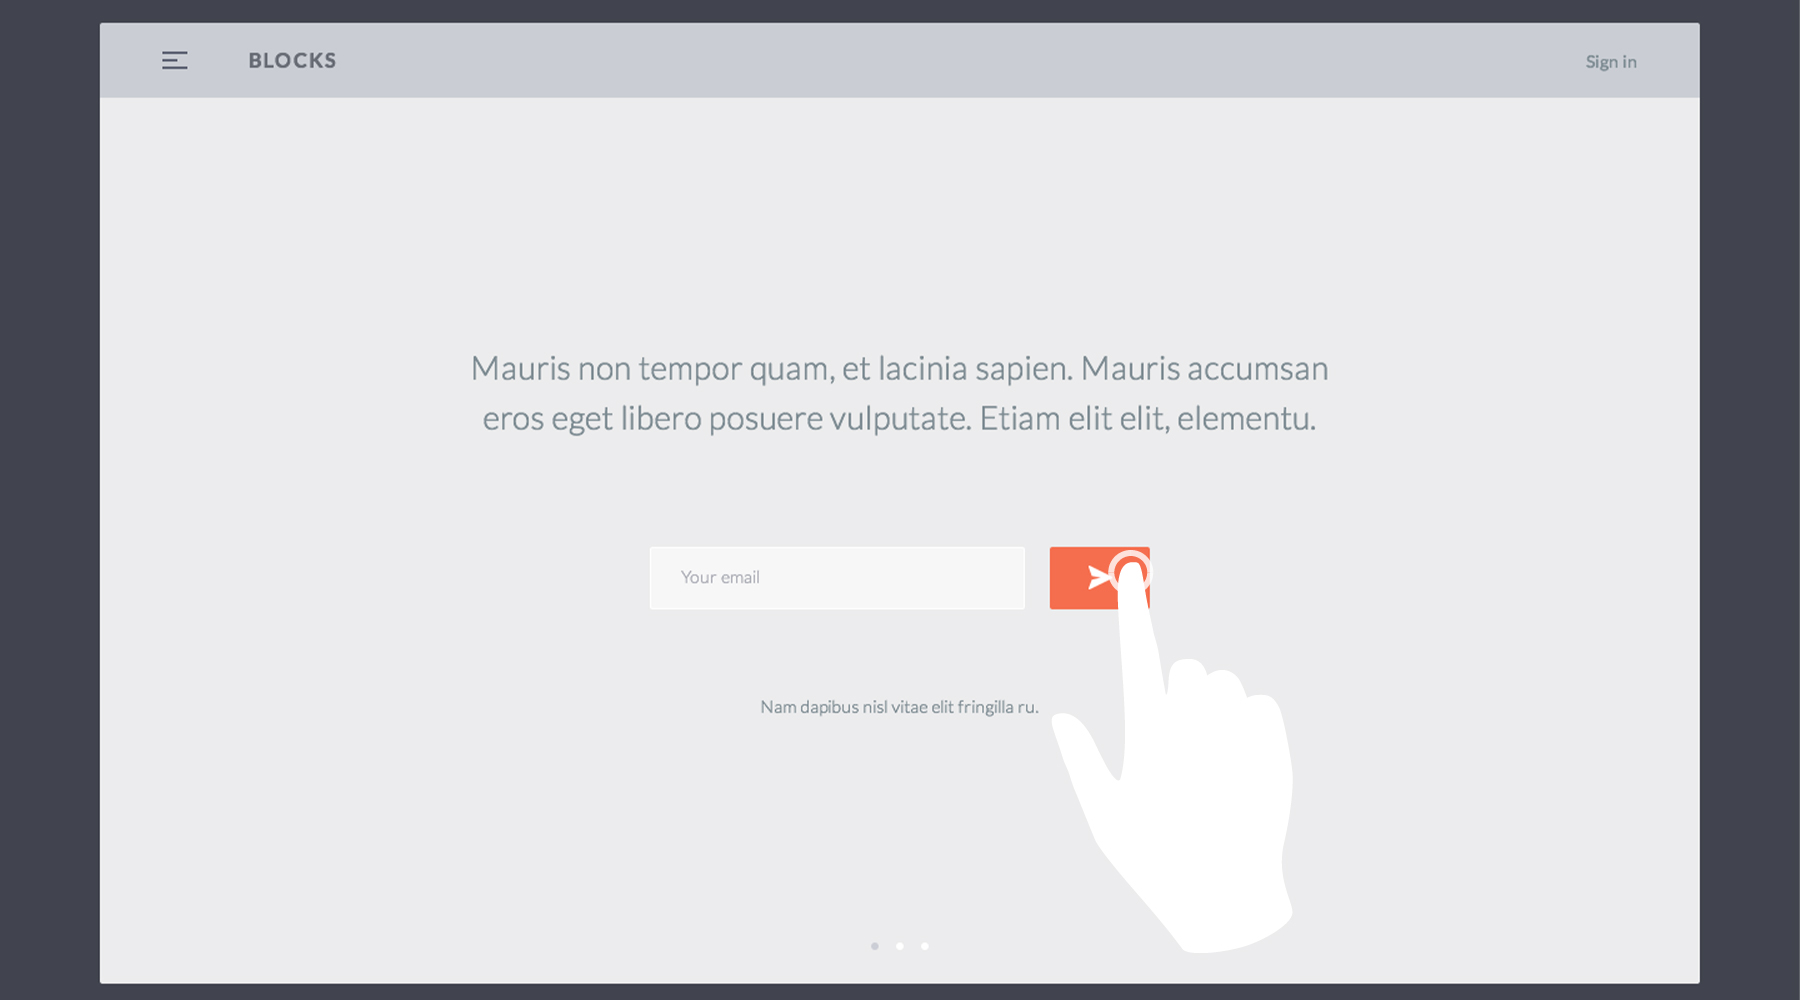 BLOCKS
Sign in
Mauris non tempor quam, et lacinia sapien. Mauris accumsan
eros eget libero posuere vulputate. Etiam elit elit, elementu.
Your email
Nam dapibus nisl vitae elit fringilla ru.